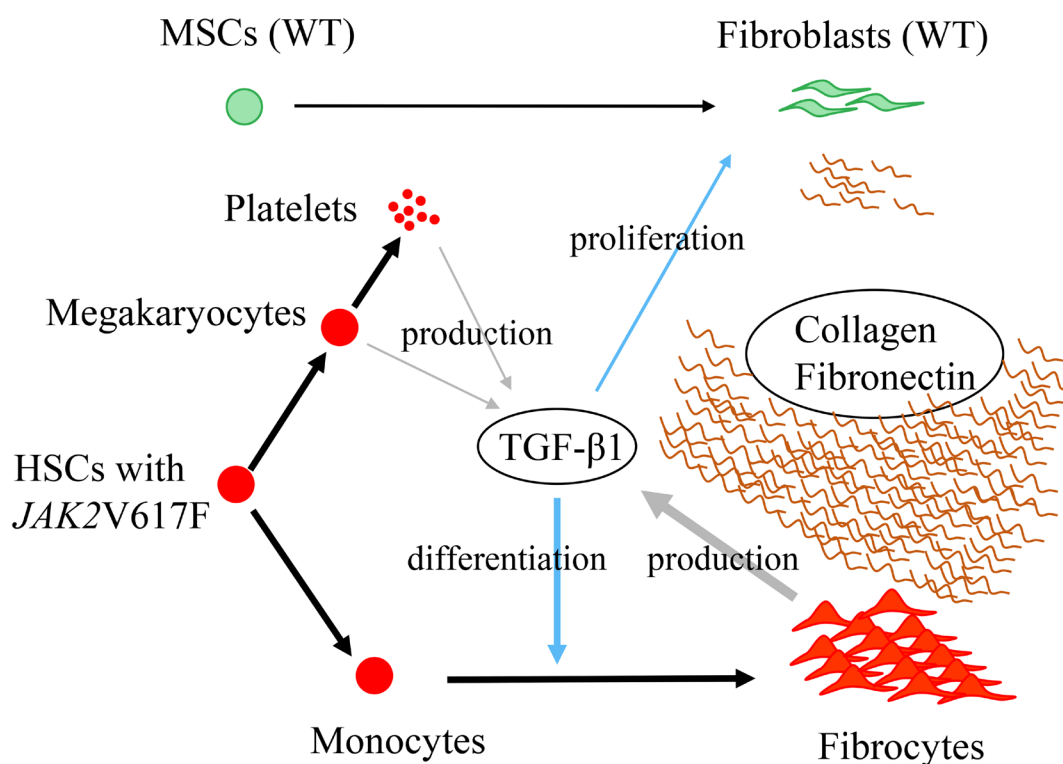 MSCs (WT)
Fibroblasts (WT)
Platelets
proliferation
Megakaryocytes
production
Collagen
Fibronectin
TGF-β1
HSCs with
JAK2V617F
differentiation
production
Monocytes
Fibrocytes